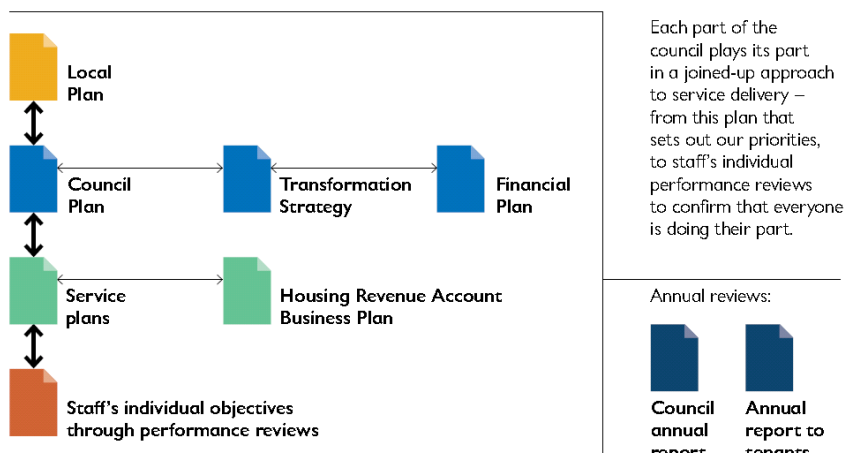 Local
Plan
Council
Plan
Transformation
Strategy
Financial
Plan
Service
plans
Housing Revenue Account
Business Plan
Staff's individual objectives
through performance reviews
Each part of the
council plays its part
in a joined-up approach
to service delivery –
from this plan that
sets out our priorities,
to staff's individual
performance reviews
to confirm that everyone
is doing their part.
Annual reviews:
Council
annual
report
Annual
report to
tenants